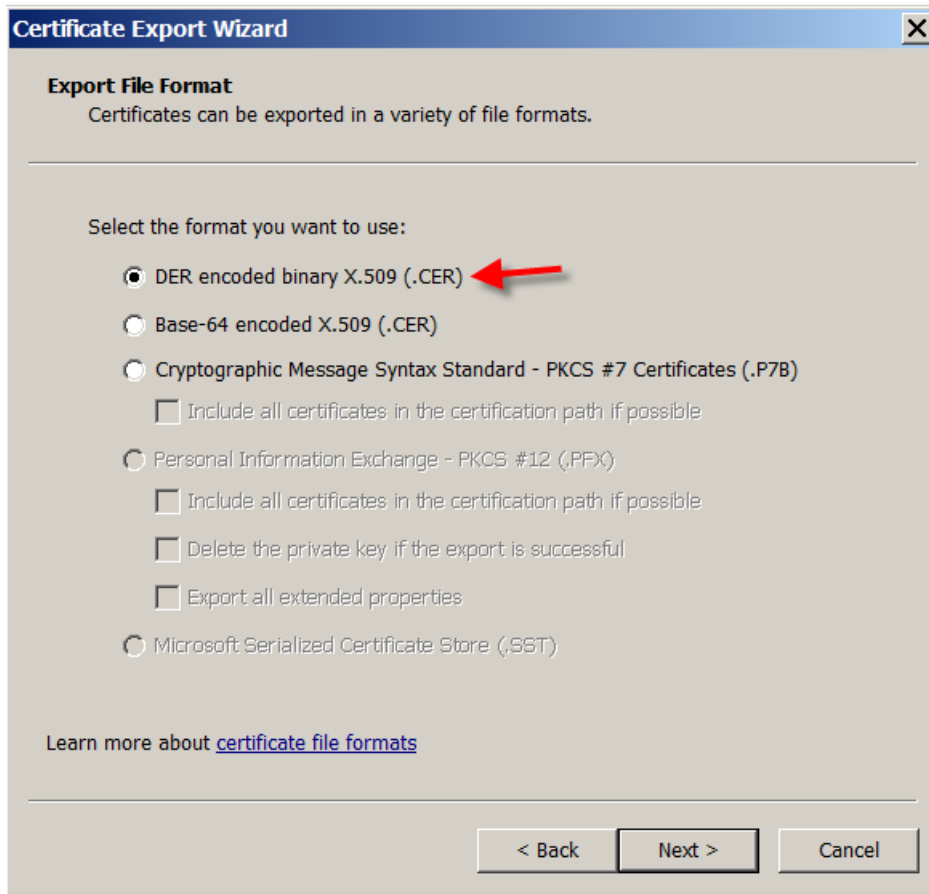 Certificate Export Wizard
Export File Format
Certificates can be exported in a variety of file formats.
Select the format you want to use:
DER encoded binary X.509 (.CER)
Base-64 encoded X.509 (.CER)
Cryptographic Message Syntax Standard - PKCS #7 Certificates (.P7B)
Include all certificates in the certification path if possible
Personal Information Exchange - PKCS #12 (.PFX)
Include all certificates in the certification path if possible
Delete the private key if the export is successful
Export all extended properties
Microsoft Serialized Certificate Store (.SST)
Learn more about certificate file formats
< Back Next > Cancel